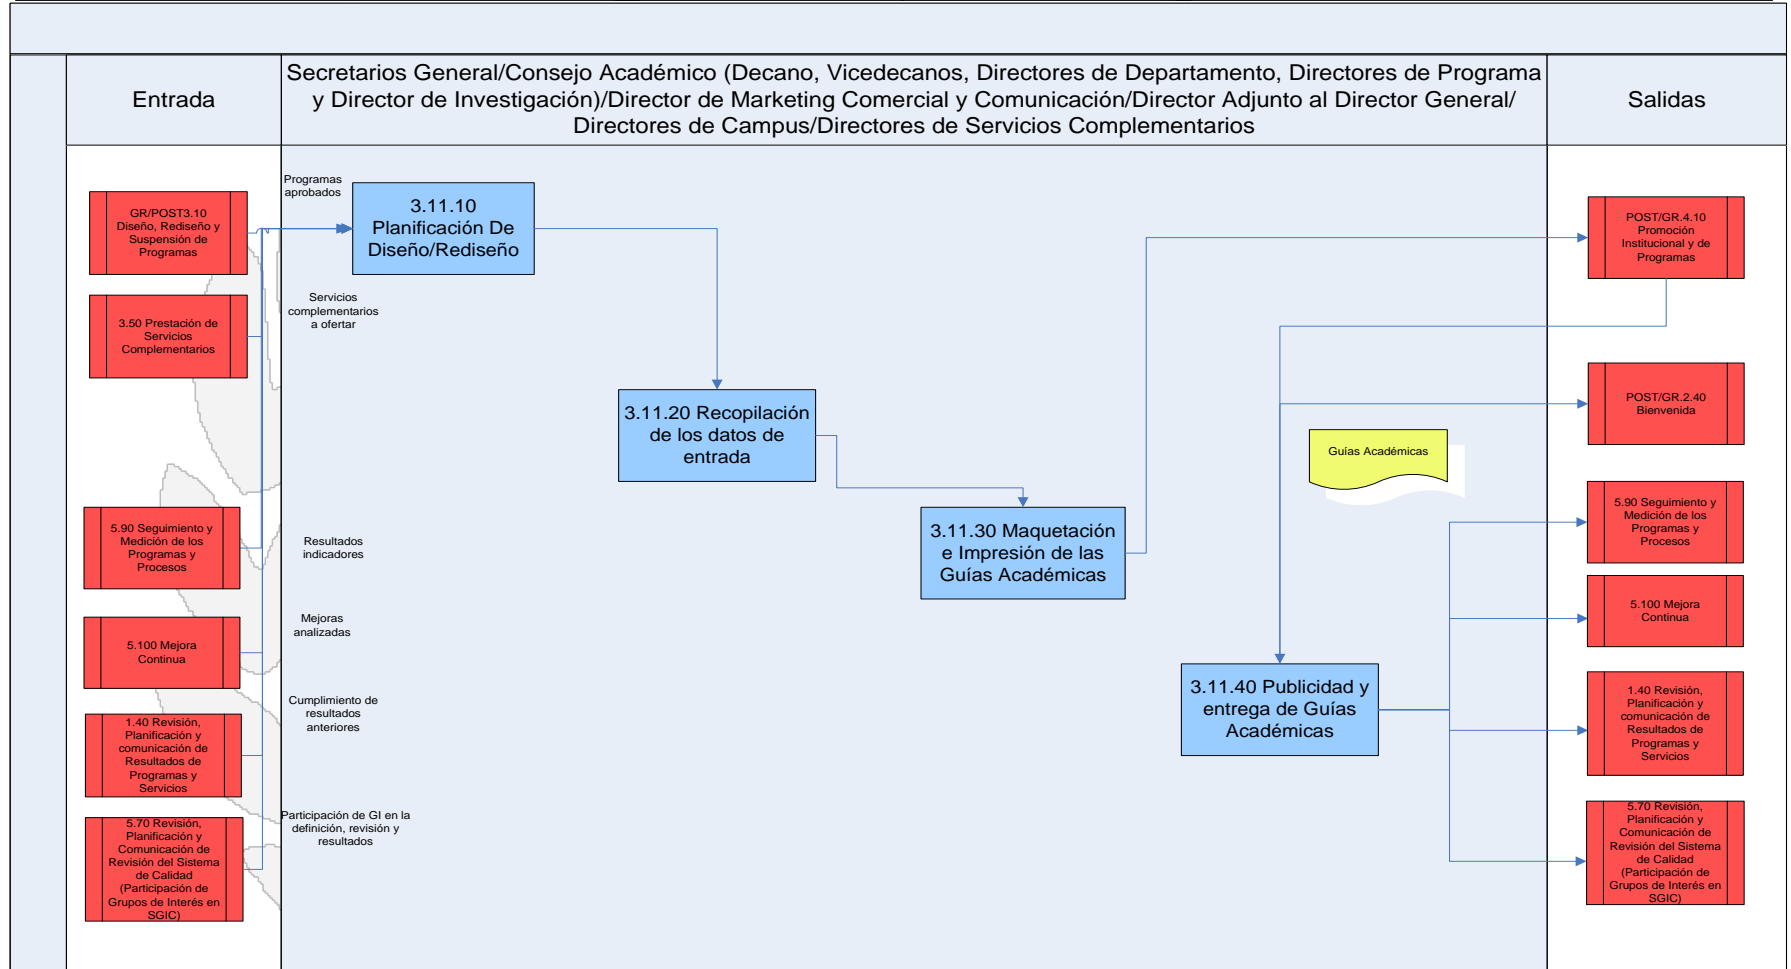 Entrada
Secretarios General/Consejo Académico (Decano, Vicedecanos, Directores de Departamento, Directores de Programa
y Director de Investigación)/Director de Marketing Comercial y Comunicación/Director Adjunto al Director General/
Directores de Campus/Directores de Servicios Complementarios
Salidas
GR/POST3.10
Diseño, Rediseño y
Suspensión de
Programas
3.50 Prestación de
Servicios
Complementarios
5.90 Seguimiento y
Medición de los
Programas y
Procesos
5.100 Mejora
Continua
1.40 Revisión,
Planificación y
comunicación de
Resultados de
Programas y
Servicios
5.70 Revisión,
Planificación y
Comunicación de
Revisión del Sistema
de Calidad
(Participación de
Grupos de Interés en
SGIC)
Programas
aprobados
Servicios
complementarios
a ofertar
Resultados
indicadores
Mejoras
analizadas
Cumplimiento de
resultados
anteriores
Participación de GI en la
definición, revisión y
resultados
3.11.10
Planificación De
Diseño/Rediseño
3.11.20 Recopilación
de los datos de
entrada
3.11.30 Maquetación
e Impresión de las
Guías Académicas
Guías Académicas
3.11.40 Publicidad y
entrega de Guías
Académicas
POST/GR.4.10
Promoción
Institucional y de
Programas
POST/GR.2.40
Bienvenida
5.90 Seguimiento y
Medición de los
Programas y
Procesos
5.100 Mejora
Continua
1.40 Revisión,
Planificación y
comunicación de
Resultados de
Programas y
Servicios
5.70 Revisión,
Planificación y
Comunicación de
Revisión del Sistema
de Calidad
(Participación de
Grupos de Interés en
SGIC)